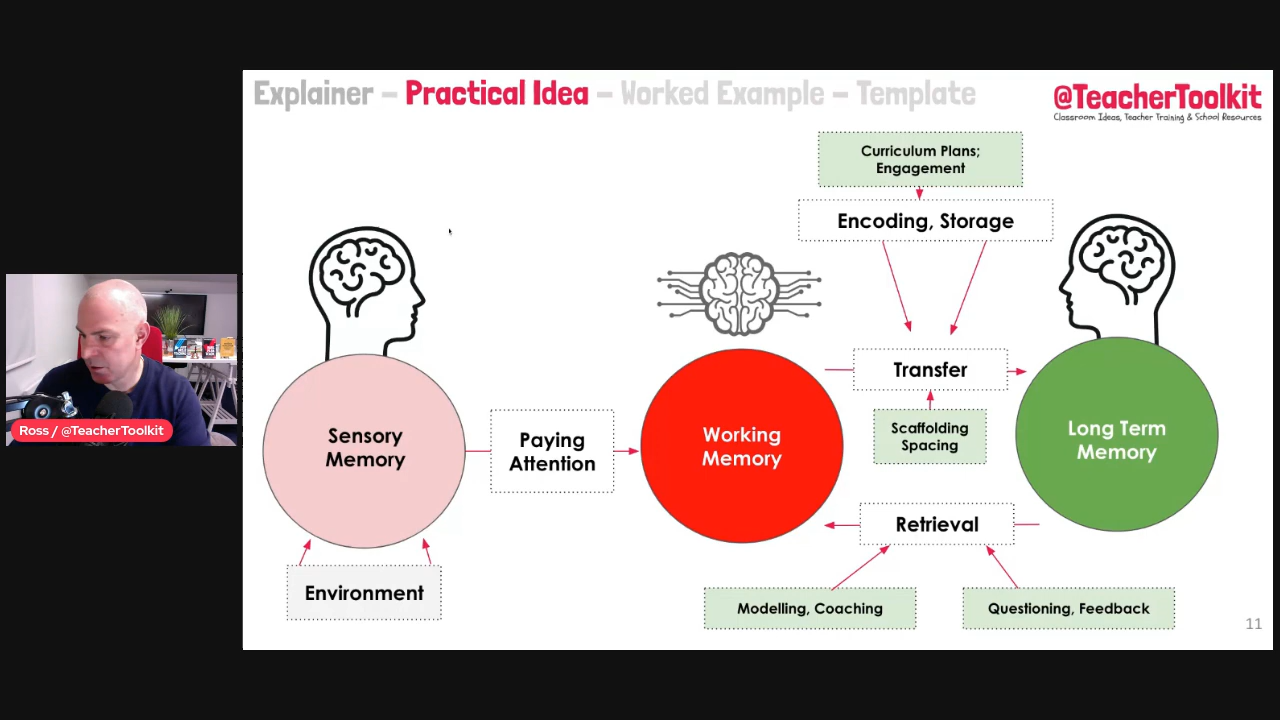 Explainer – Practical Idea – Worked Example – Template
@TeacherToolkit
Classroom Ideas, Teacher Training & School Resources
Curriculum Plans;
Engagement
Encoding, Storage
Transfer
Scaffolding
Spacing
Sensory
Memory
Paying
Attention
Working
Memory
Long Term
Memory
Retrieval
Environment
Modelling, Coaching
Questioning, Feedback
11
Ross / @TeacherToolkit